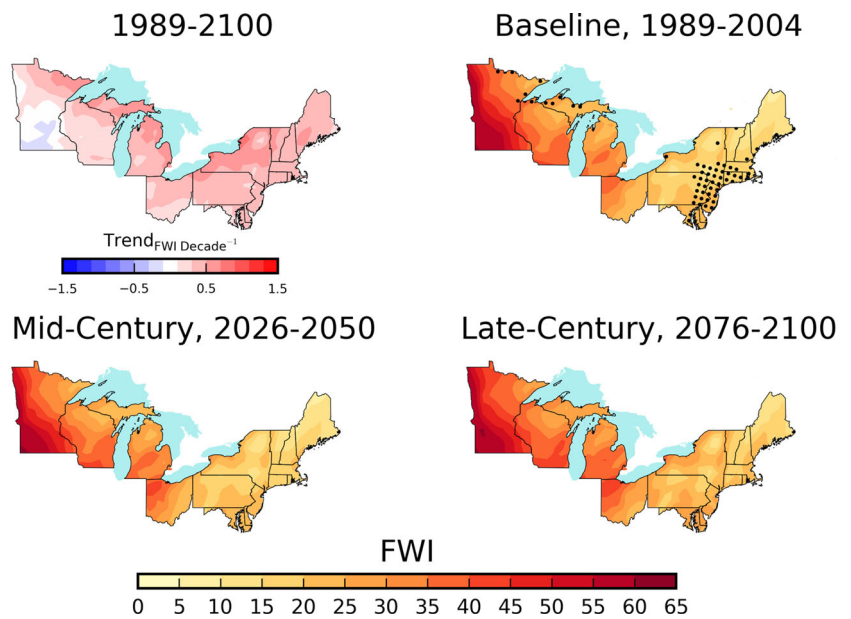 1989-2100
Baseline, 1989-2004
Trend FWI Decade⁻¹
−1.5 −0.5 0.5 1.5
Mid-Century, 2026-2050
Late-Century, 2076-2100
FWI
0 5 10 15 20 25 30 35 40 45 50 55 60 65